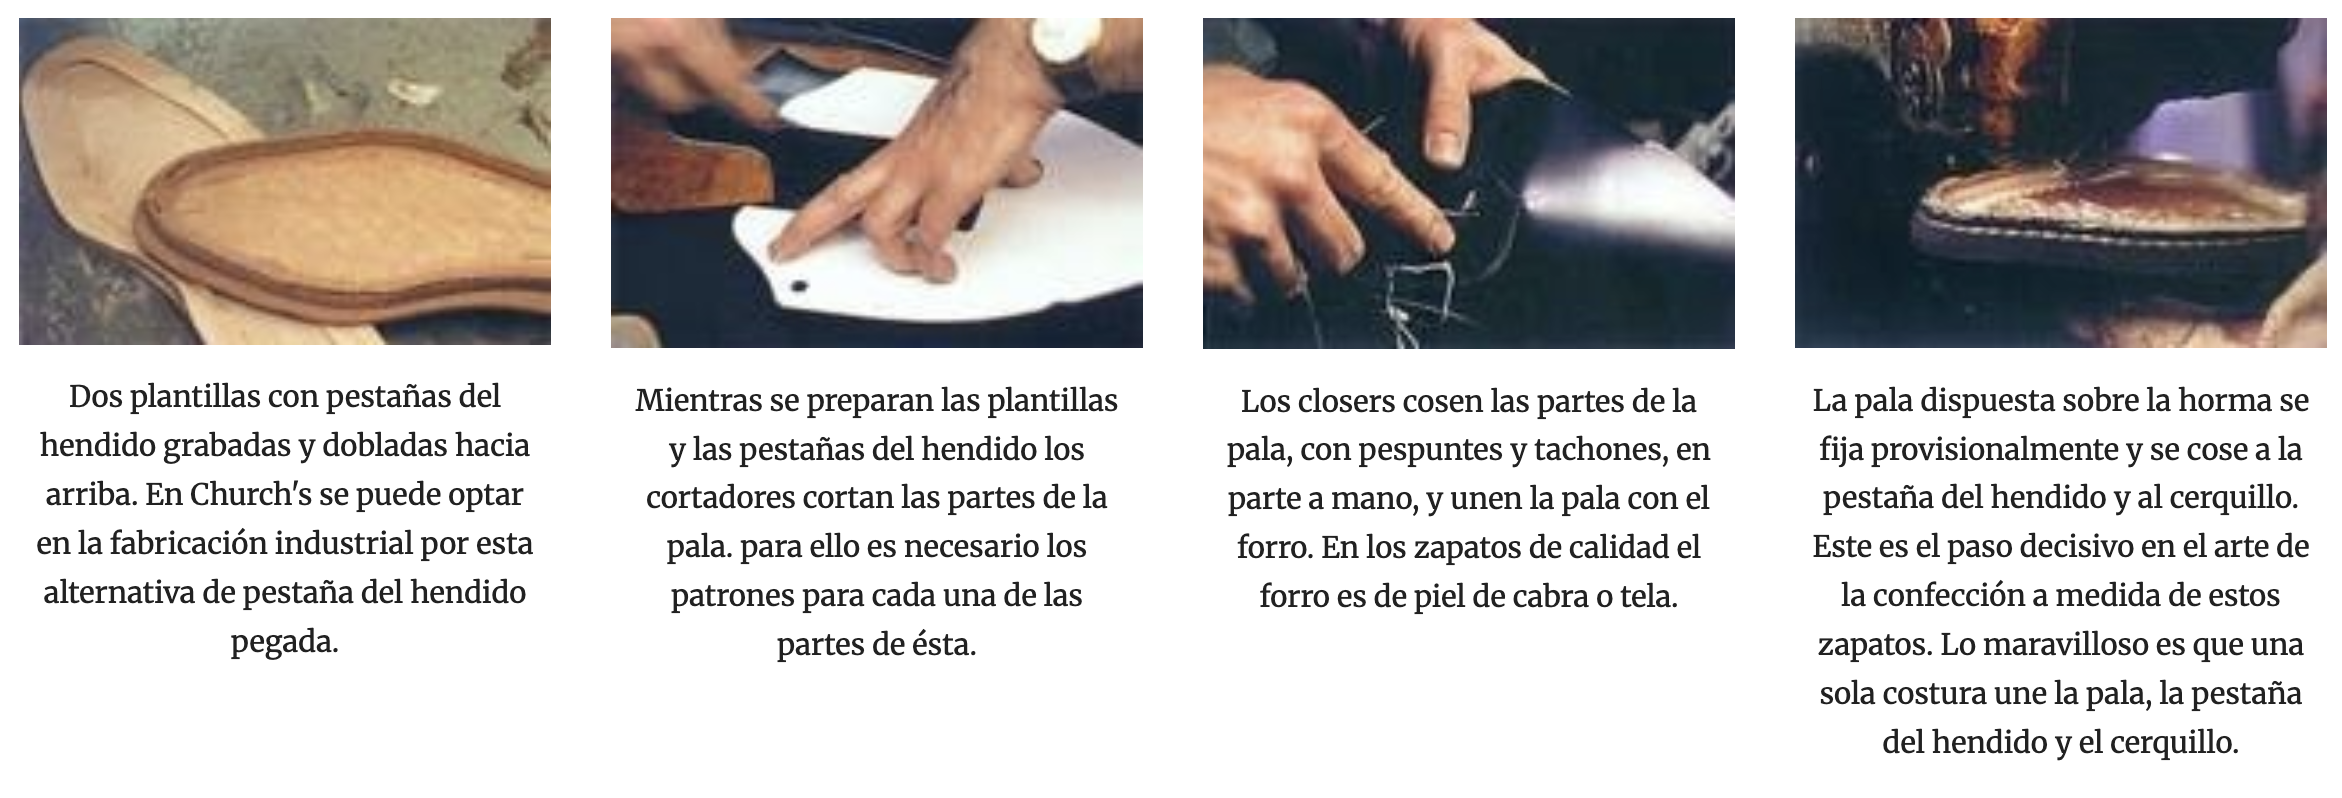 Dos plantillas con pestañas del
hendido grabadas y dobladas hacia
arriba. En Church's se puede optar
en la fabricación industrial por esta
alternativa de pestaña del hendido
pegada.
Mientras se preparan las plantillas
y las pestañas del hendido los
cortadores cortan las partes de la
pala. para ello es necesario los
patrones para cada una de las
partes de ésta.
Los closers cosen las partes de la
pala, con pespuntes y tachones, en
parte a mano, y unen la pala con el
forro. En los zapatos de calidad el
forro es de piel de cabra o tela.
La pala dispuesta sobre la horma se
fija provisionalmente y se cose a la
pestaña del hendido y al cerquillo.
Este es el paso decisivo en el arte de
la confección a medida de estos
zapatos. Lo maravilloso es que una
sola costura une la pala, la pestaña
del hendido y el cerquillo.